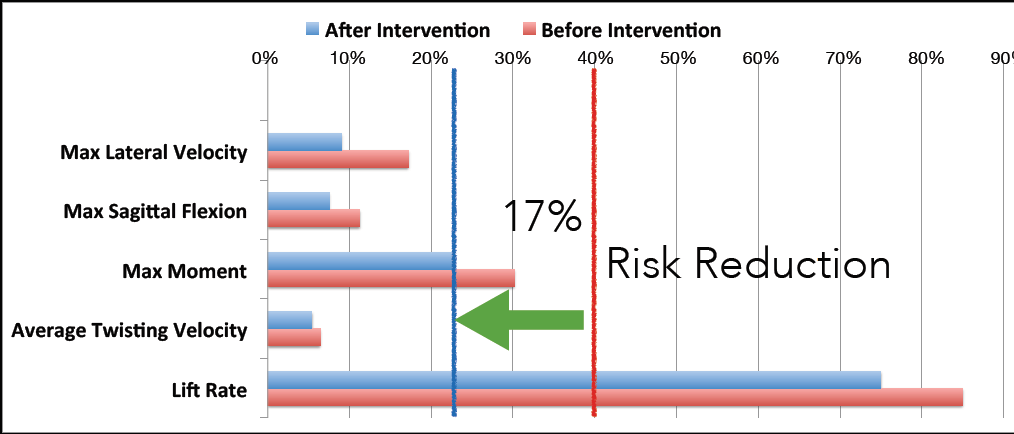 After Intervention Before Intervention
0% 10% 20% 30% 40% 50% 60% 70% 80% 90%
Max Lateral Velocity
Max Sagittal Flexion
17%
Max Moment
Risk Reduction
Average Twisting Velocity
Lift Rate